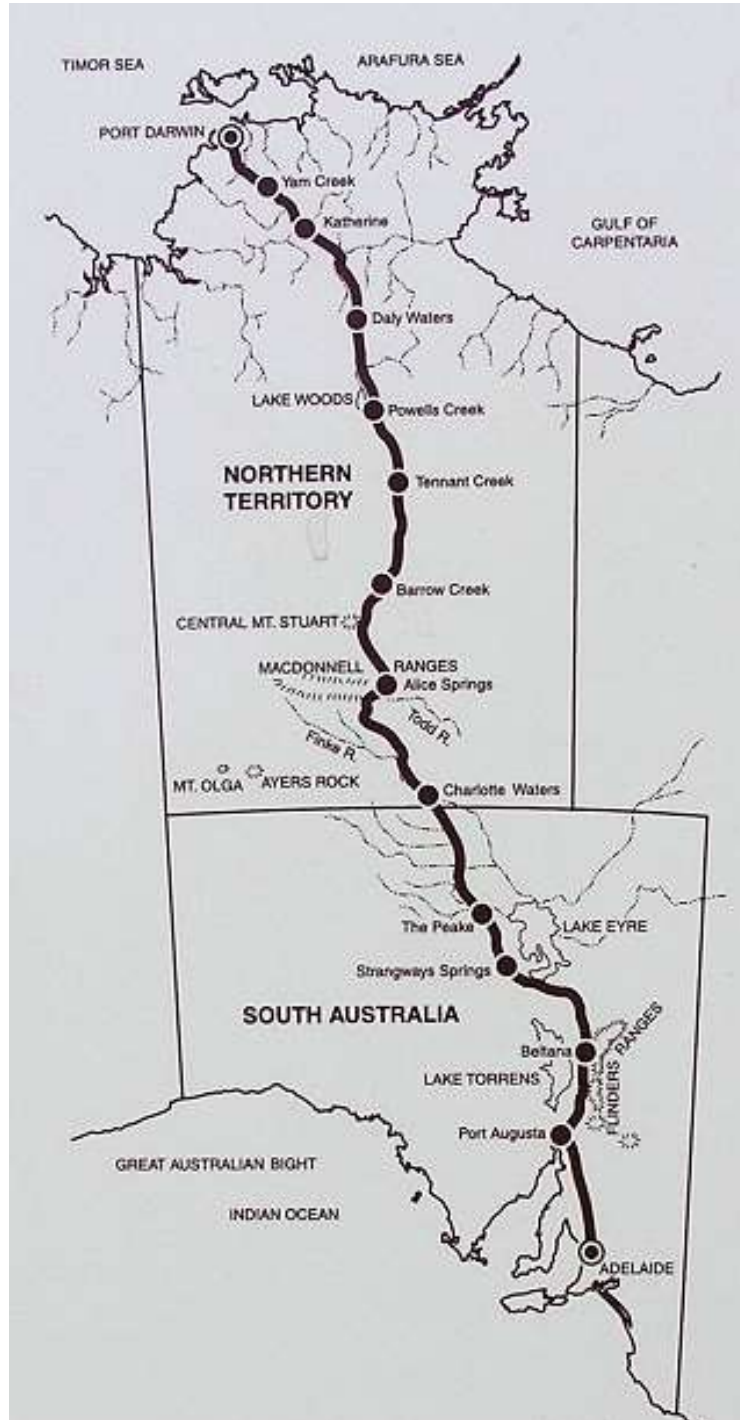 TIMOR SEA
ARAFURA SEA
PORT DARWIN
Yam Creek
Katherine
GULF OF
CARPENTARIA
Daly Waters
LAKE WOODS
Powells Creek
NORTHERN
TERRITORY
Tennant Creek
Barrow Creek
CENTRAL MT. STUART
MACDONNELL RANGES
Alice Springs
Todd R.
Finke R.
MT. OLGA
AYERS ROCK
Charlotte Waters
The Peake
LAKE EYRE
Strangways Springs
SOUTH AUSTRALIA
Beltana
FLINDERS RANGES
LAKE TORRENS
Port Augusta
GREAT AUSTRALIAN BIGHT
INDIAN OCEAN
ADELAIDE